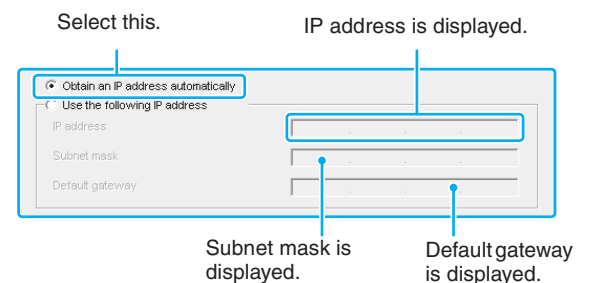 Select this.
IP address is displayed.
Obtain an IP address automatically
Use the following IP address
IP address
Subnet mask
Default gateway
Subnet mask is
displayed.
Default gateway
is displayed.